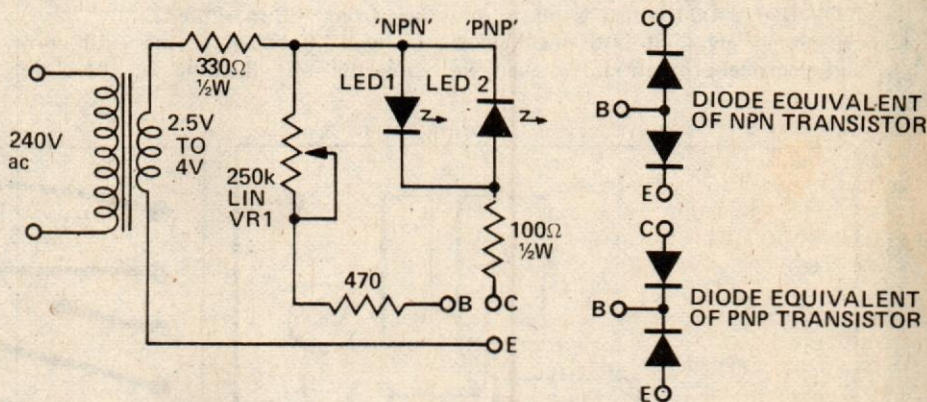 'NPN' 'PNP'
330Ω
½W
LED1
LED 2
240V
ac
2.5V
TO
4V
250k
LIN
VR1
100Ω
½W
470
B
C
E
C
B
DIODE EQUIVALENT
OF NPN TRANSISTOR
E
C
B
DIODE EQUIVALENT
OF PNP TRANSISTOR
E